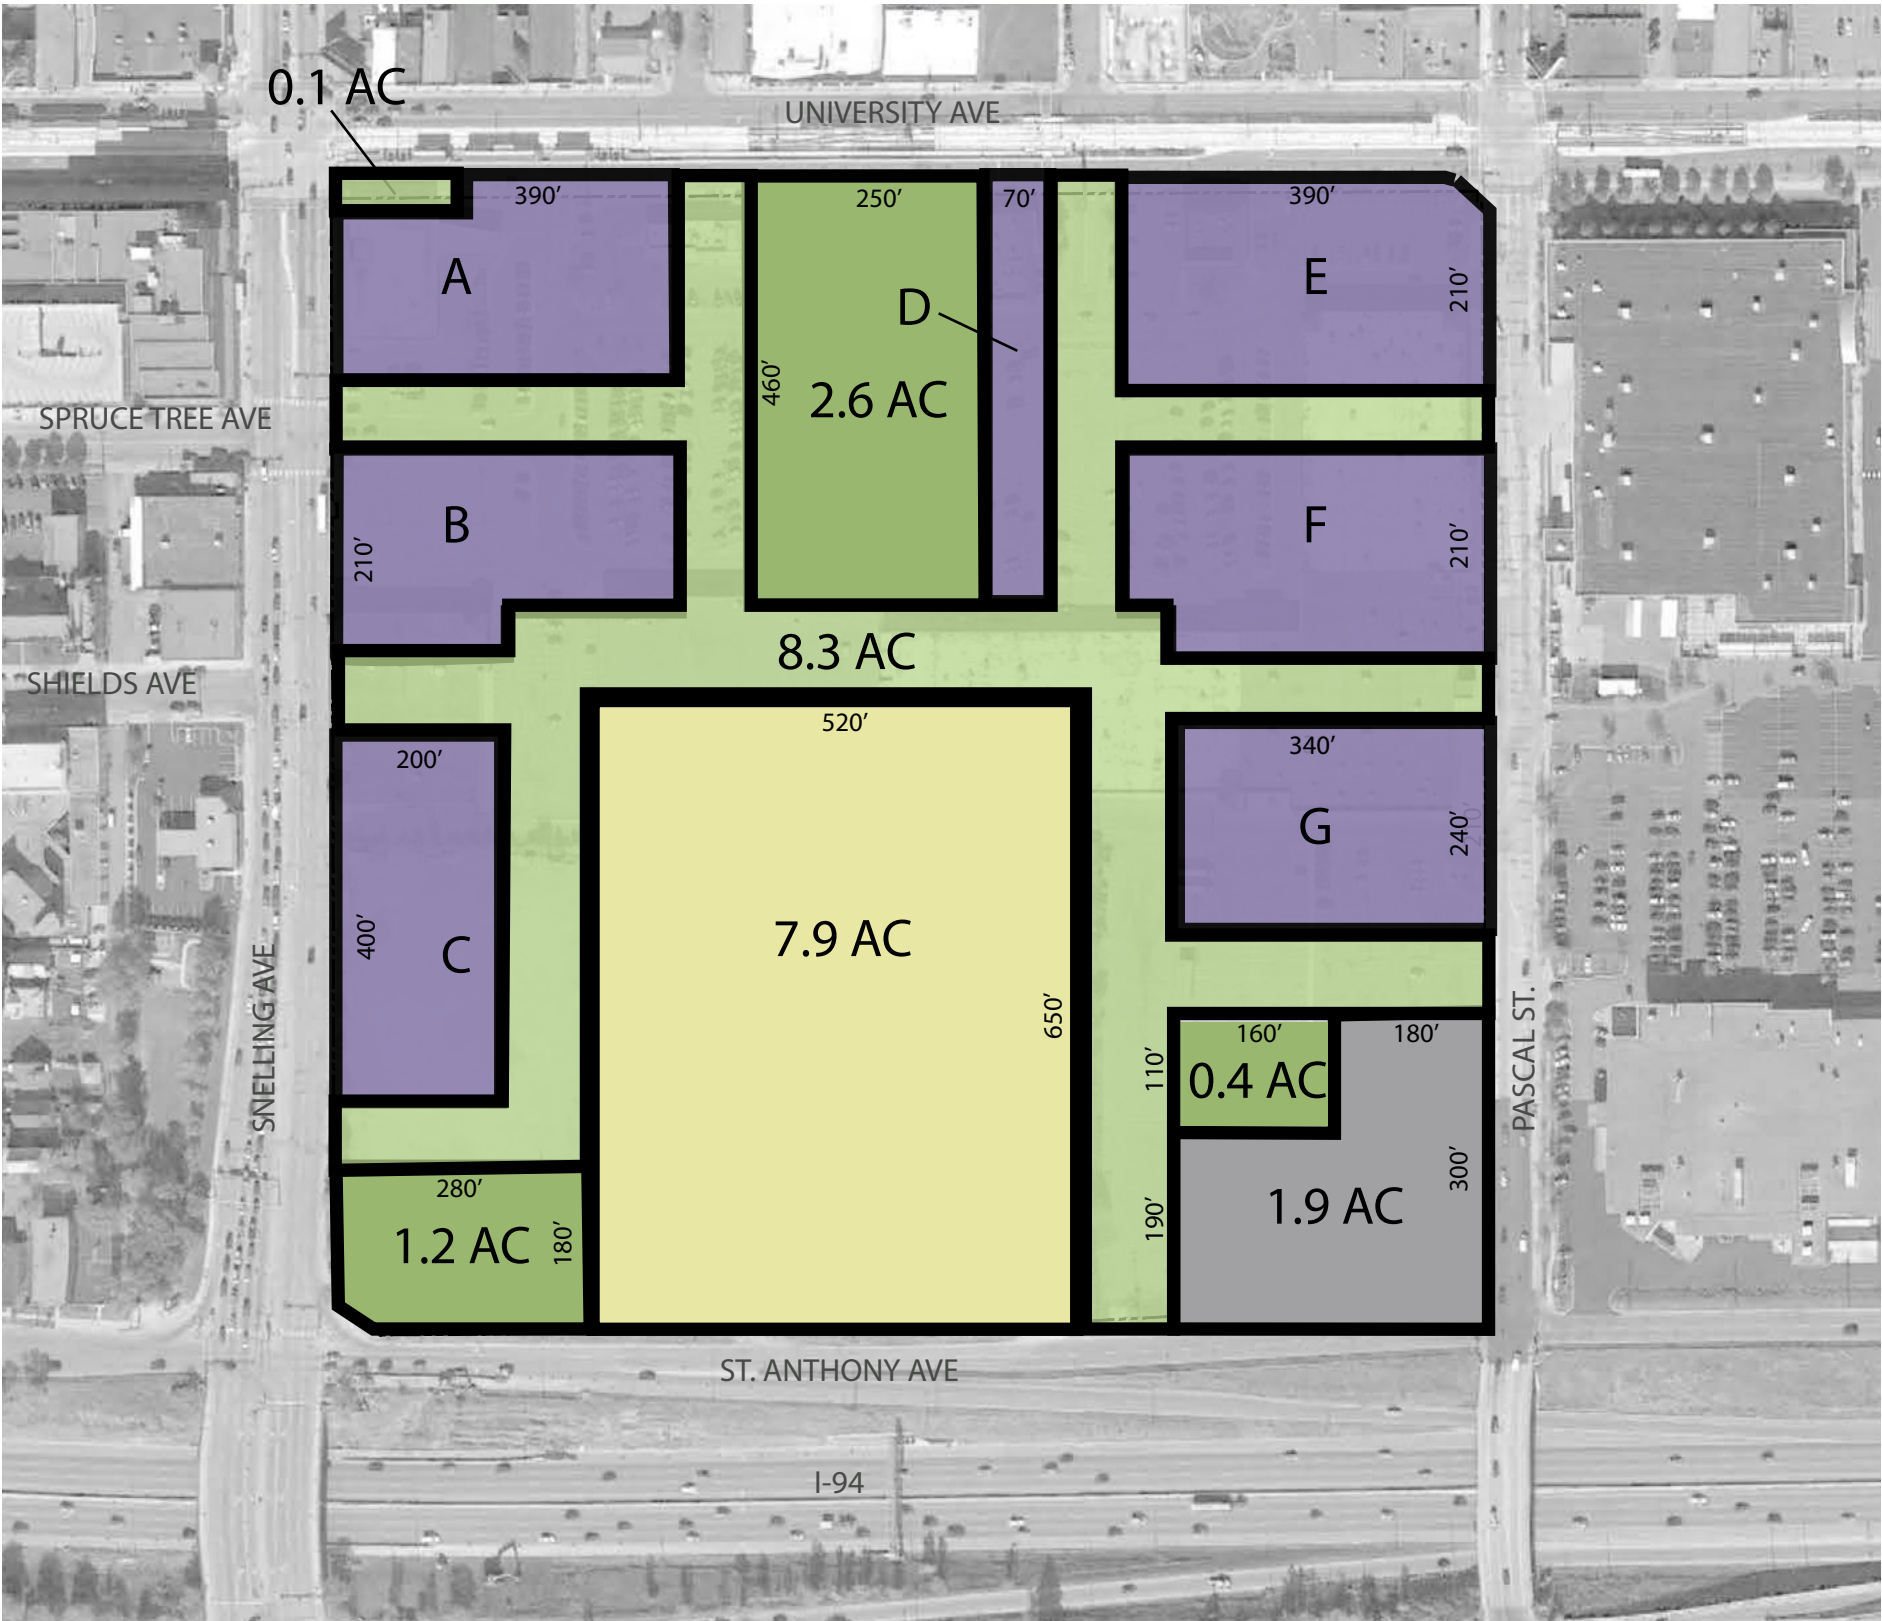 0.1 AC
UNIVERSITY AVE
390’
250’
70’
390’
A
D
E
210’
460’
2.6 AC
SPRUCE TREE AVE
B
210’
F
210’
8.3 AC
SHIELDS AVE
520’
200’
340’
G
240’
210’
400’
C
7.9 AC
650’
SNELLING AVE
PASCAL ST.
160’
180’
110’
0.4 AC
280’
180’
1.2 AC
190’
1.9 AC
300’
ST. ANTHONY AVE
I-94